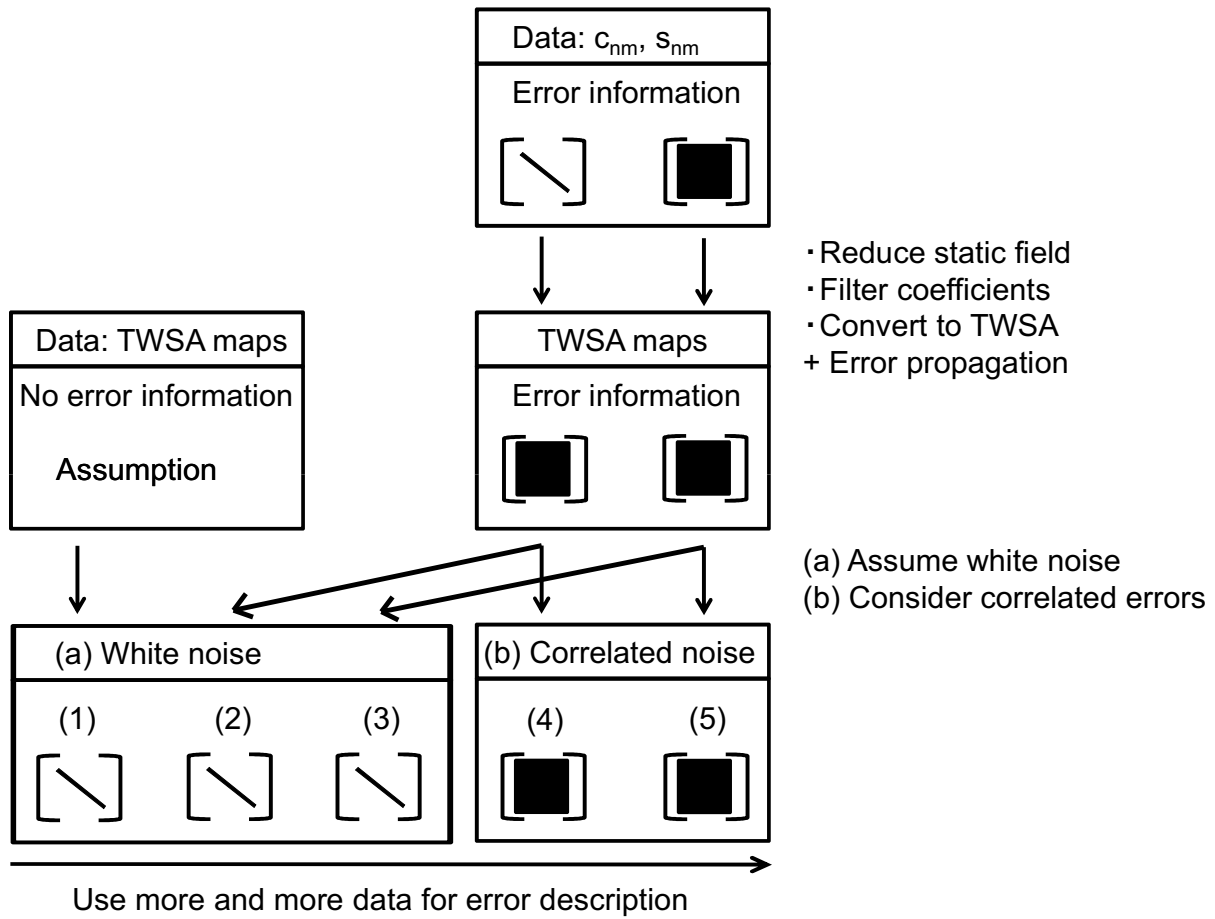 Data: cnm, snm
Error information
·Reduce static field
·Filter coefficients
·Convert to TWSA
+ Error propagation
Data: TWSA maps
No error information
Assumption
TWSA maps
Error information
(a) Assume white noise
(b) Consider correlated errors
(a) White noise
(1) (2) (3)
(b) Correlated noise
(4) (5)
Use more and more data for error description